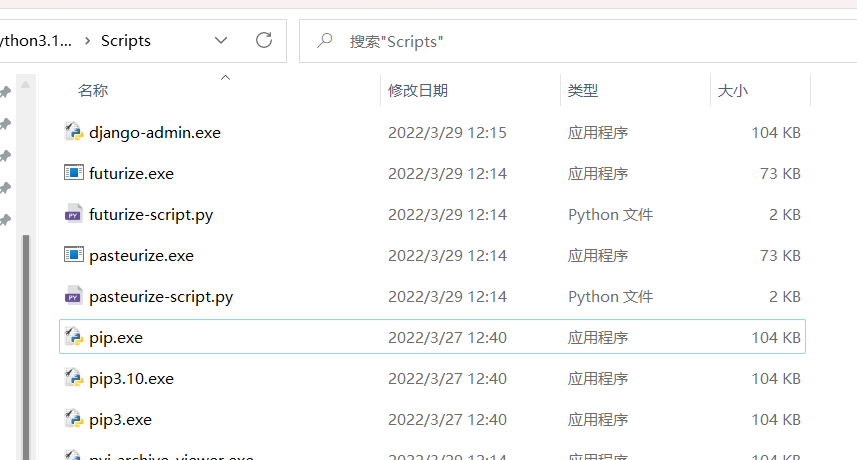 ython3.1... › Scripts 搜索"Scripts"
名称 修改日期 类型 大小
django-admin.exe 2022/3/29 12:15 应用程序 104 KB
futurize.exe 2022/3/29 12:14 应用程序 73 KB
futurize-script.py 2022/3/29 12:14 Python 文件 2 KB
pasteurize.exe 2022/3/29 12:14 应用程序 73 KB
pasteurize-script.py 2022/3/29 12:14 Python 文件 2 KB
pip.exe 2022/3/27 12:40 应用程序 104 KB
pip3.10.exe 2022/3/27 12:40 应用程序 104 KB
pip3.exe 2022/3/27 12:40 应用程序 104 KB
pyi-archive_viewer.exe 2022/3/29 12:14 应用程序 104 KB